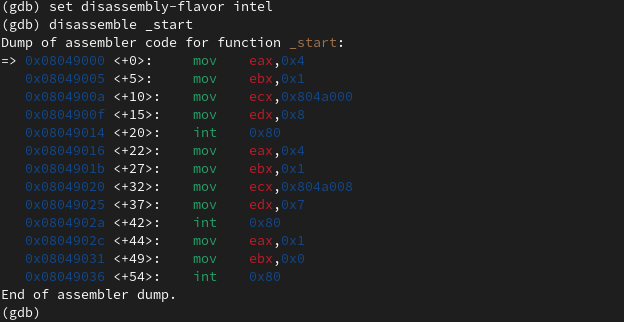 (gdb) set disassembly-flavor intel
(gdb) disassemble _start
Dump of assembler code for function _start:
=> 0x08049000 <+0>:     mov    eax,0x4
   0x08049005 <+5>:     mov    ebx,0x1
   0x0804900a <+10>:    mov    ecx,0x804a000
   0x0804900f <+15>:    mov    edx,0x8
   0x08049014 <+20>:    int    0x80
   0x08049016 <+22>:    mov    eax,0x4
   0x0804901b <+27>:    mov    ebx,0x1
   0x08049020 <+32>:    mov    ecx,0x804a008
   0x08049025 <+37>:    mov    edx,0x7
   0x0804902a <+42>:    int    0x80
   0x0804902c <+44>:    mov    eax,0x1
   0x08049031 <+49>:    mov    ebx,0x0
   0x08049036 <+54>:    int    0x80
End of assembler dump.
(gdb)